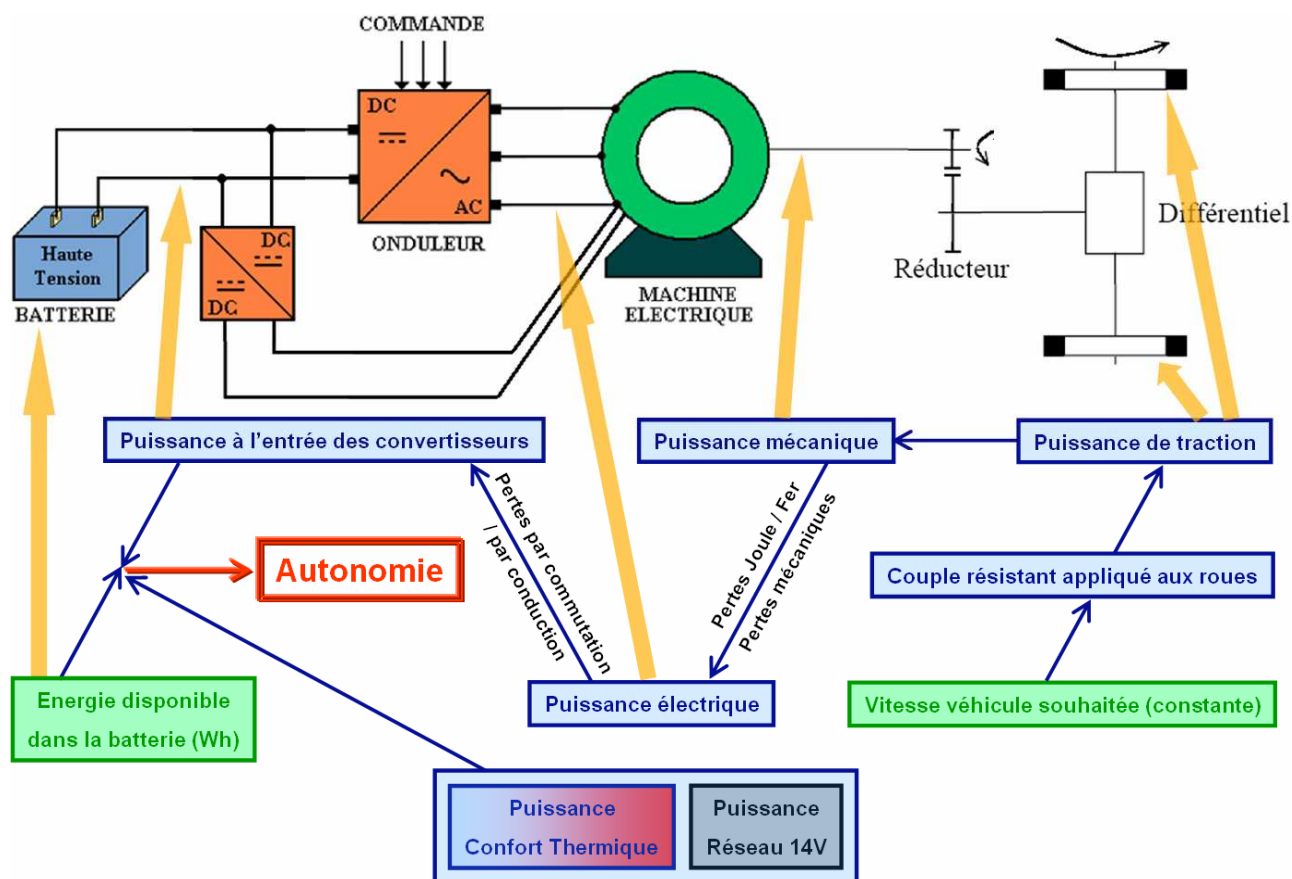 COMMANDE
DC
AC
ONDULEUR
Haute
Tension
BATTERIE
DC
DC
MACHINE
ELECTRIQUE
Réducteur
Différentiel
Puissance à l'entrée des convertisseurs
Puissance mécanique
Puissance de traction
Pertes par commutation
/ par conduction
Pertes Joule / Fer
Pertes mécaniques
Autonomie
Couple résistant appliqué aux roues
Energie disponible
dans la batterie (Wh)
Puissance électrique
Vitesse véhicule souhaitée (constante)
Puissance
Confort Thermique
Puissance
Réseau 14V